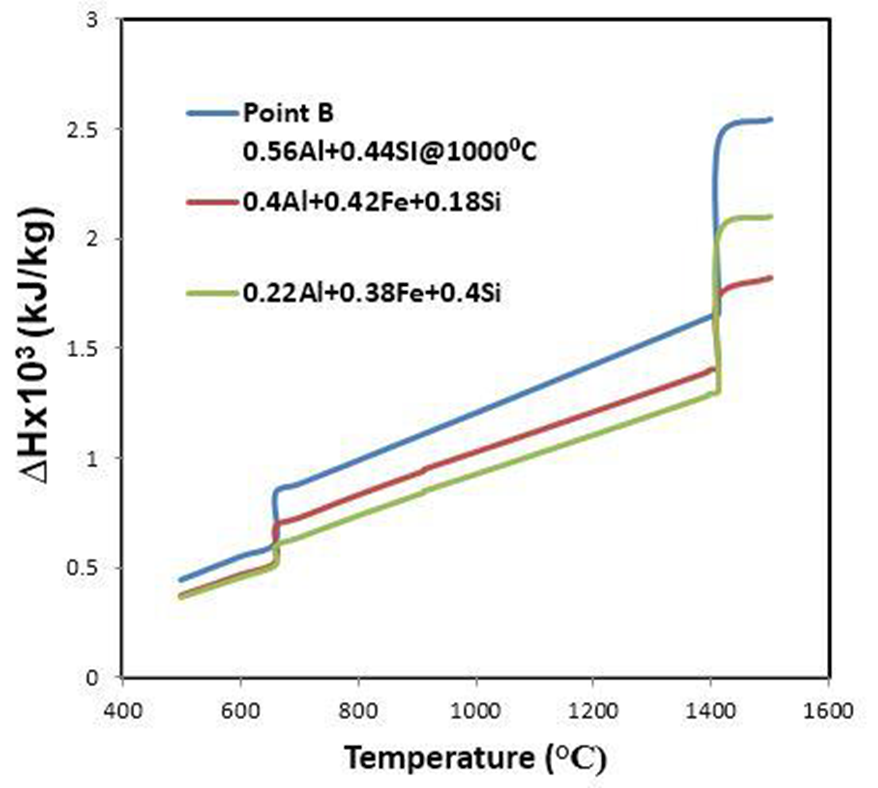 3
2.5
2
1.5
1
0.5
0
ΔHx10³ (kJ/kg)
Point B
0.56Al+0.44SI@1000⁰C
0.4Al+0.42Fe+0.18Si
0.22Al+0.38Fe+0.4Si
400 600 800 1000 1200 1400 1600
Temperature (°C)